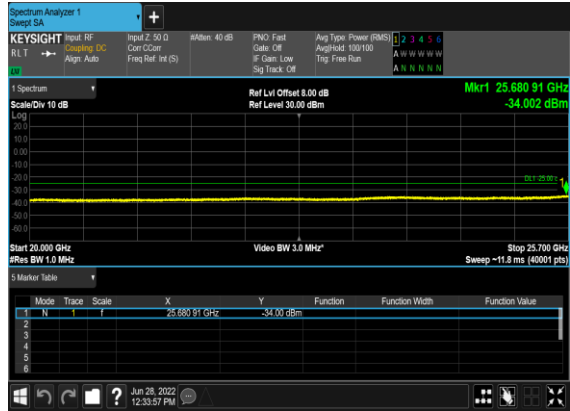 Spectrum Analyzer 1
Swept SA
+
KEYSIGHT Input: RF Input Z: 50 Ω #Atten: 40 dB PNO: Fast Avg Type: Power (RMS) 1 2 3 4 5 6
RLT Coupling: DC Corr CCorr Gate: Off Avg|Hold: 100/100 A W W W W W
Align: Auto Freq Ref: Int (S) IF Gain: Low Trig: Free Run
Sig Track: Off A N N N N N
1 Spectrum Ref Lvl Offset 8.00 dB Mkr1 25.680 91 GHz
Scale/Div 10 dB Ref Level 30.00 dBm -34.002 dBm
Log
20.0
10.0
0.00
-10.0
-20.0
DL1 -25.00 1
-30.0
-40.0
-50.0
-60.0
Start 20.000 GHz Video BW 3.0 MHz* Stop 25.700 GHz
#Res BW 1.0 MHz Sweep ~11.8 ms (40001 pts)
5 Marker Table
Mode Trace Scale X Y Function Function Width Function Value
1 N 1 f 25.680 91 GHz -34.00 dBm
2
3
4
5
6
? Jun 28, 2022
12:33:57 PM